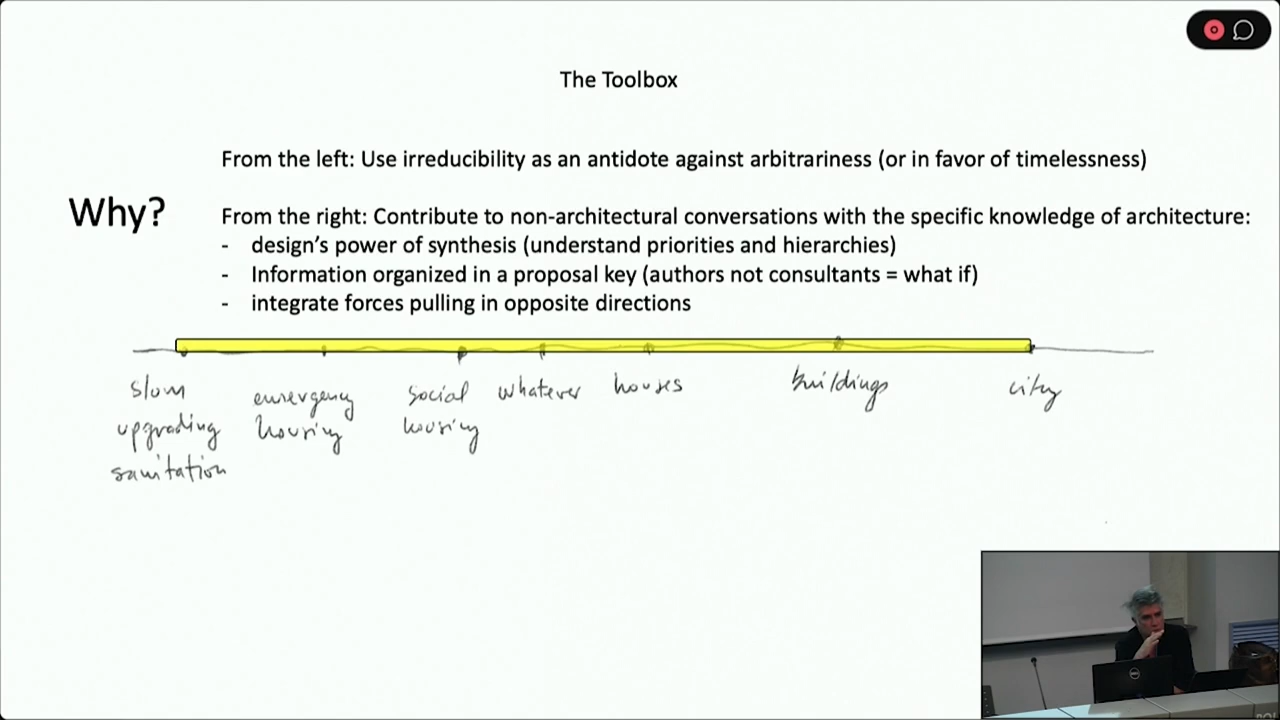 The Toolbox
From the left: Use irreducibility as an antidote against arbitrariness (or in favor of timelessness)
Why?
From the right: Contribute to non-architectural conversations with the specific knowledge of architecture:
- design’s power of synthesis (understand priorities and hierarchies)
- Information organized in a proposal key (authors not consultants = what if)
- integrate forces pulling in opposite directions
slum
upgrading
sanitation
emergency
housing
social
housing
whatever
houses
buildings
city
DELL